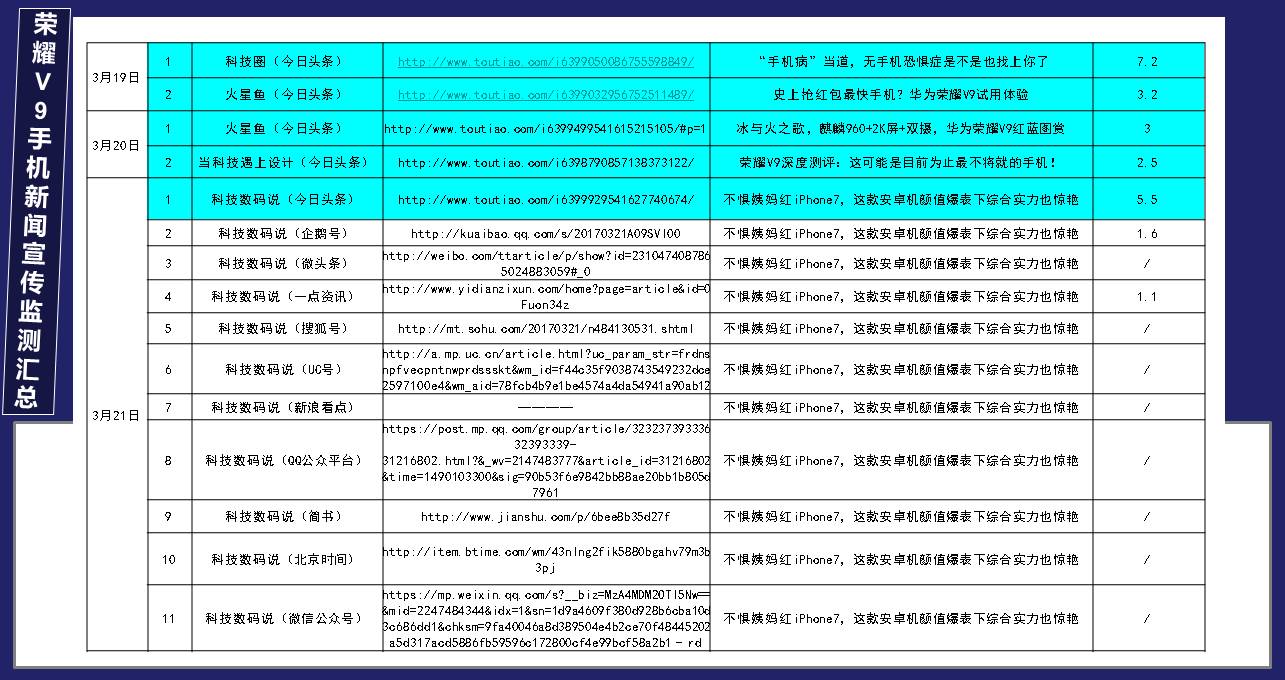 荣耀V9手机新闻宣传监测汇总
3月19日
1
科技圈（今日头条）
http://www.toutiao.com/i6399050086755598849/
“手机病”当道，无手机恐惧症是不是也找上你了
7.2
2
火星鱼（今日头条）
http://www.toutiao.com/i6399032956752511489/
史上抢红包最快手机？华为荣耀V9试用体验
3.2
3月20日
1
火星鱼（今日头条）
http://www.toutiao.com/i6399499541615215105/#p=1
冰与火之歌，麒麟960+2K屏+双摄，华为荣耀V9红蓝图赏
3
2
当科技遇上设计（今日头条）
http://www.toutiao.com/i6398790857138373122/
荣耀V9深度测评：这可能是目前为止最不将就的手机！
2.5
3月21日
1
科技数码说（今日头条）
http://www.toutiao.com/i6399929541627740674/
不惧姨妈红iPhone7，这款安卓机颜值爆表下综合实力也惊艳
5.5
2
科技数码说（企鹅号）
http://kuaibao.qq.com/s/20170321A09SVI00
不惧姨妈红iPhone7，这款安卓机颜值爆表下综合实力也惊艳
1.6
3
科技数码说（微头条）
http://weibo.com/ttarticle/p/show?id=231047408786
5024883059#_0
不惧姨妈红iPhone7，这款安卓机颜值爆表下综合实力也惊艳
/
4
科技数码说（一点资讯）
http://www.yidianzixun.com/home?page=article&id=0
Fuon34z
不惧姨妈红iPhone7，这款安卓机颜值爆表下综合实力也惊艳
1.1
5
科技数码说（搜狐号）
http://mt.sohu.com/20170321/n484130531.shtml
不惧姨妈红iPhone7，这款安卓机颜值爆表下综合实力也惊艳
/
6
科技数码说（UC号）
http://a.mp.uc.cn/article.html?uc_param_str=frdns
npfvecpntnwprdssskt&wm_id=f44c35f9038743549232dce
2597100e4&wm_aid=78fcb4b9e1be4574a4da54941a90ab12
不惧姨妈红iPhone7，这款安卓机颜值爆表下综合实力也惊艳
/
7
科技数码说（新浪看点）
————
不惧姨妈红iPhone7，这款安卓机颜值爆表下综合实力也惊艳
/
8
科技数码说（QQ公众平台）
https://post.mp.qq.com/group/article/323237393336
32393339-
31216802.html?&_wv=2147483777&article_id=31216802
&time=1490103300&sig=90b53f6e9842bb88ae20bb1b805d
7961
不惧姨妈红iPhone7，这款安卓机颜值爆表下综合实力也惊艳
/
9
科技数码说（简书）
http://www.jianshu.com/p/6bee8b35d27f
不惧姨妈红iPhone7，这款安卓机颜值爆表下综合实力也惊艳
/
10
科技数码说（北京时间）
http://item.btime.com/wm/43nlng2fik5880bgahv79m3b
3pj
不惧姨妈红iPhone7，这款安卓机颜值爆表下综合实力也惊艳
/
11
科技数码说（微信公众号）
https://mp.weixin.qq.com/s?__biz=MzA4MDM2OTI5Nw==
&mid=2247484344&idx=1&sn=1d9a4609f380d928b6cba10d
3c686dd1&chksm=9fa40046a8d389504e4b2ce70f48445202
a5d317acd5886fb59596c172800cf4e99bcf58a2b1-rd
不惧姨妈红iPhone7，这款安卓机颜值爆表下综合实力也惊艳
/